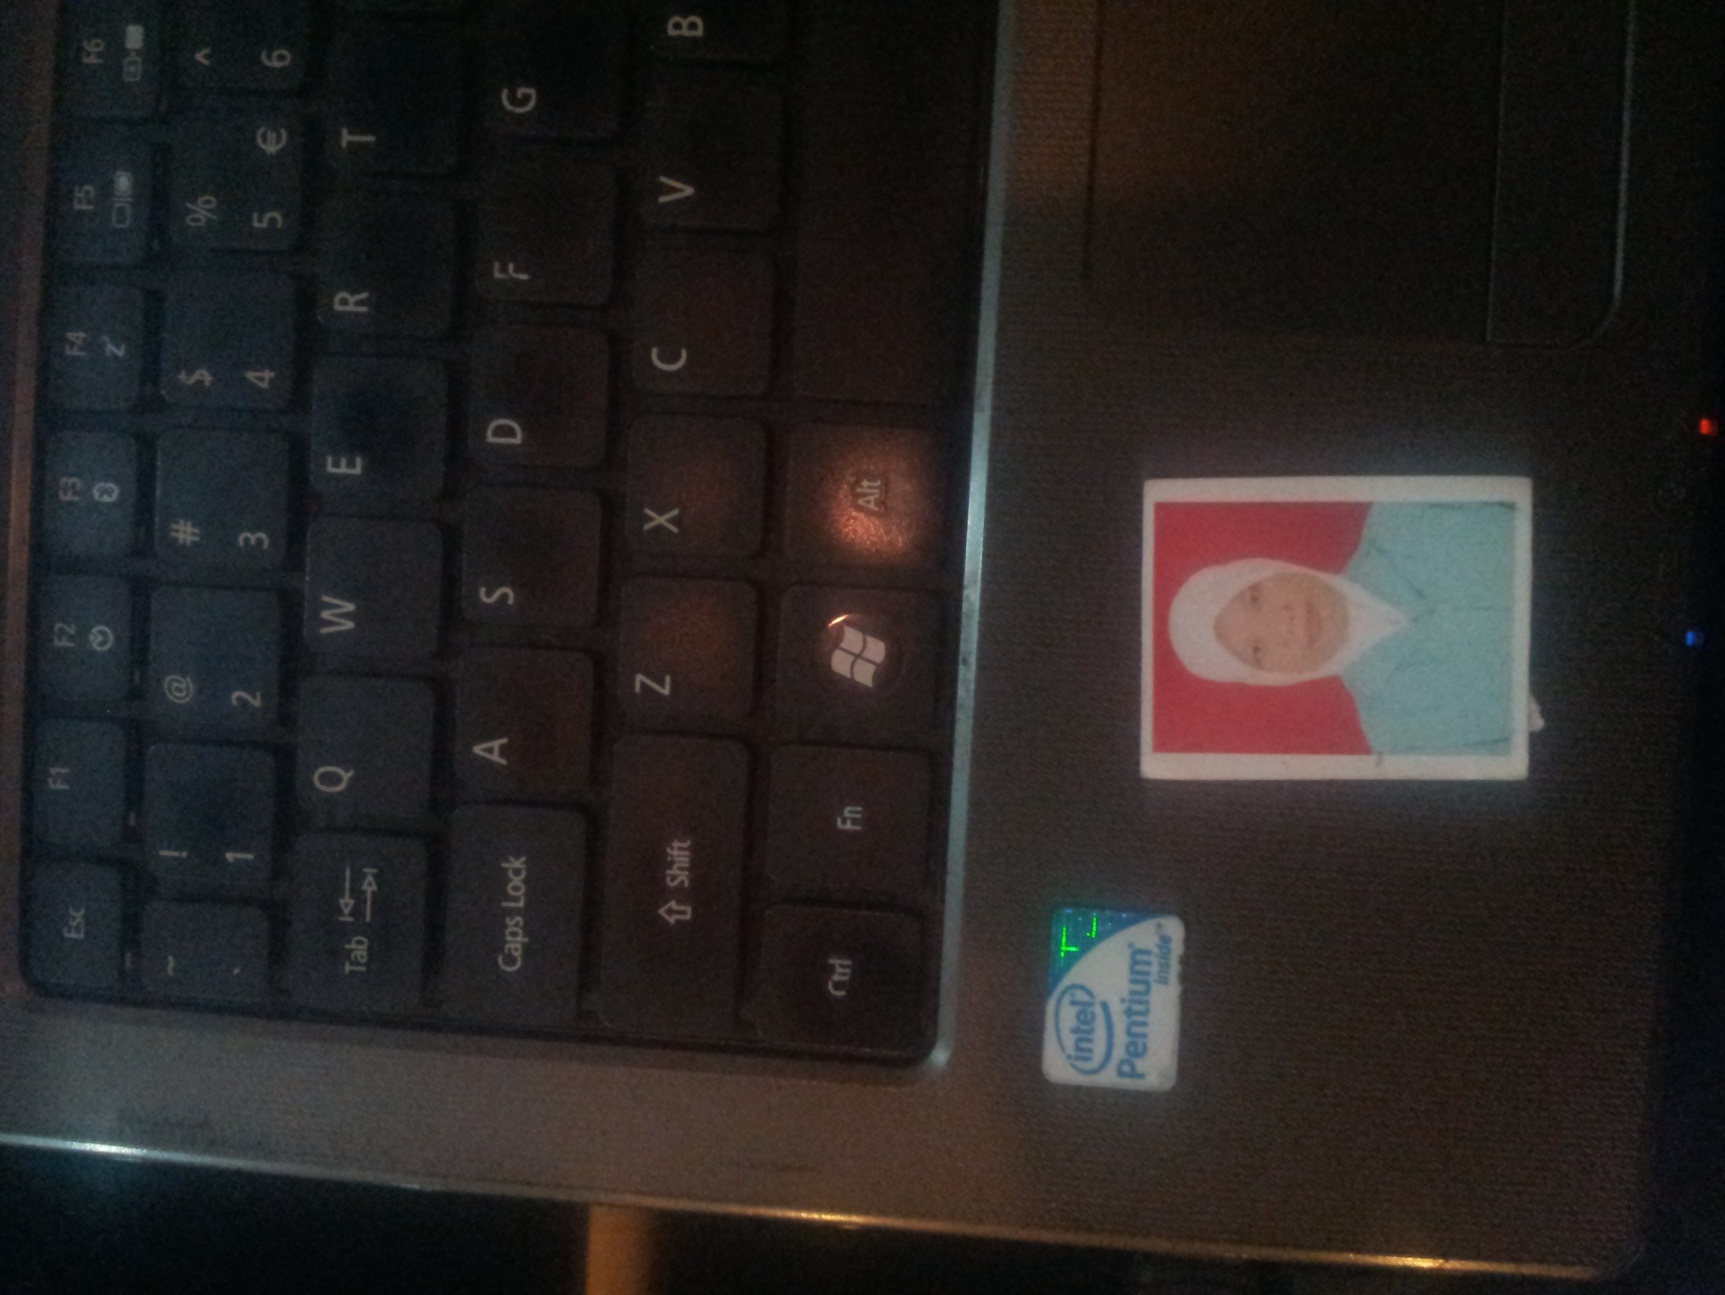 Esc F1 F2 F3 F4 F5 F6
~ ` ! 1 @ 2 # 3 $ 4 % 5 € ^ 6
Tab Q W E R T
Caps Lock A S D F G
Shift Z X C V B
Ctrl Fn Alt
intel
Pentium®
inside™